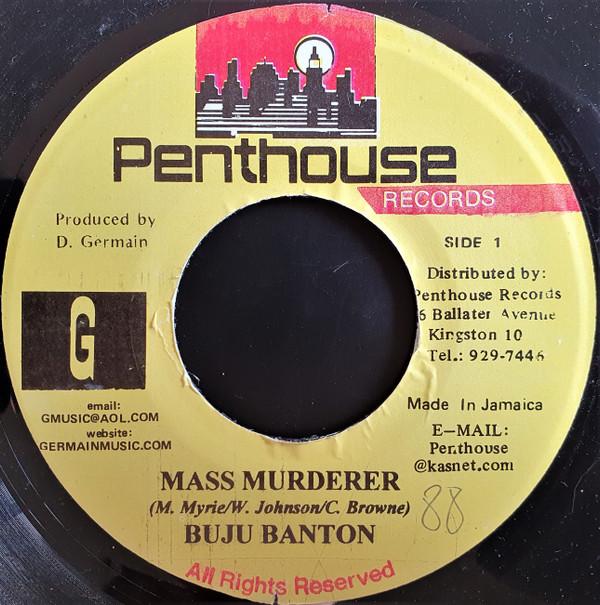 Penthouse
RECORDS
Produced by
D. Germain
SIDE 1
Distributed by:
Penthouse Records
6 Ballater Avenue
Kingston 10
Tel.: 929-7446
G
email:
GMUSIC@AOL.COM
website:
GERMAINMUSIC.COM
Made In Jamaica
E-MAIL:
Penthouse
@kasnet.com
MASS MURDERER
(M. Myrie/W. Johnson/C. Browne)
88
BUJU BANTON
All Rights Reserved